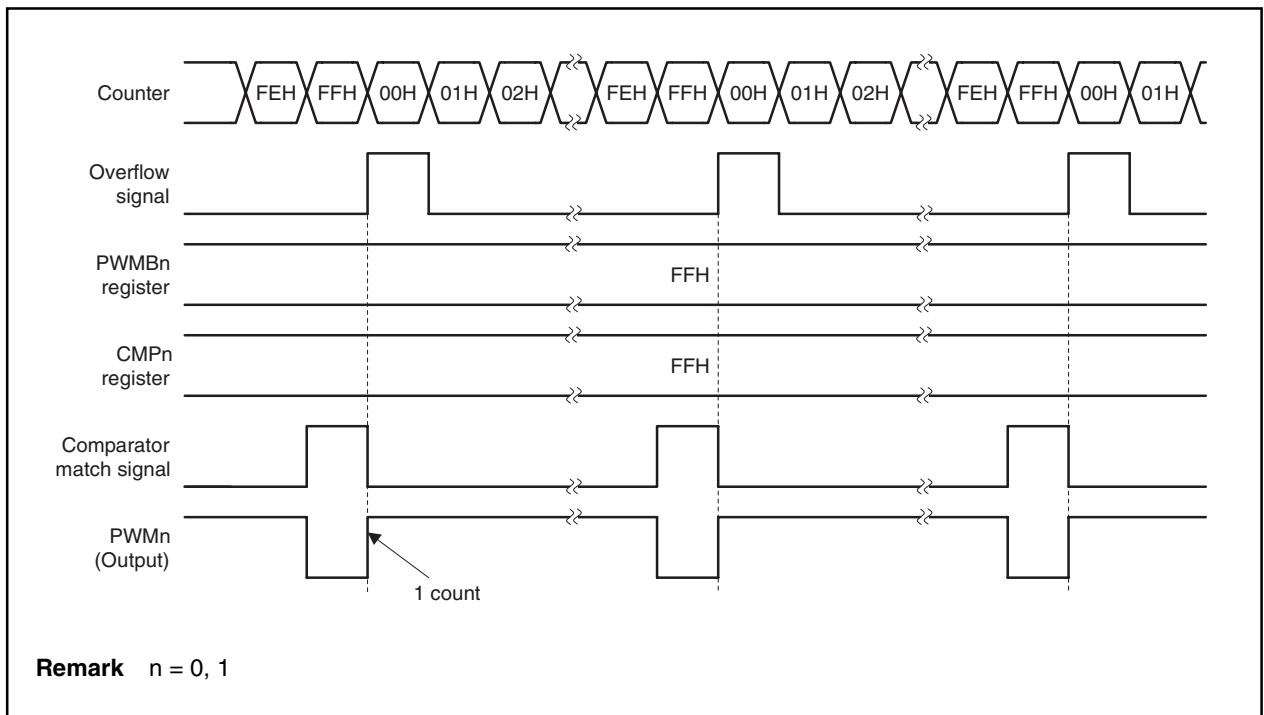 Counter
FEH FFH 00H 01H 02H FEH FFH 00H 01H 02H FEH FFH 00H 01H
Overflow
signal
PWMBn
register
FFH
CMPn
register
FFH
Comparator
match signal
PWMn
(Output)
1 count
Remark n = 0, 1